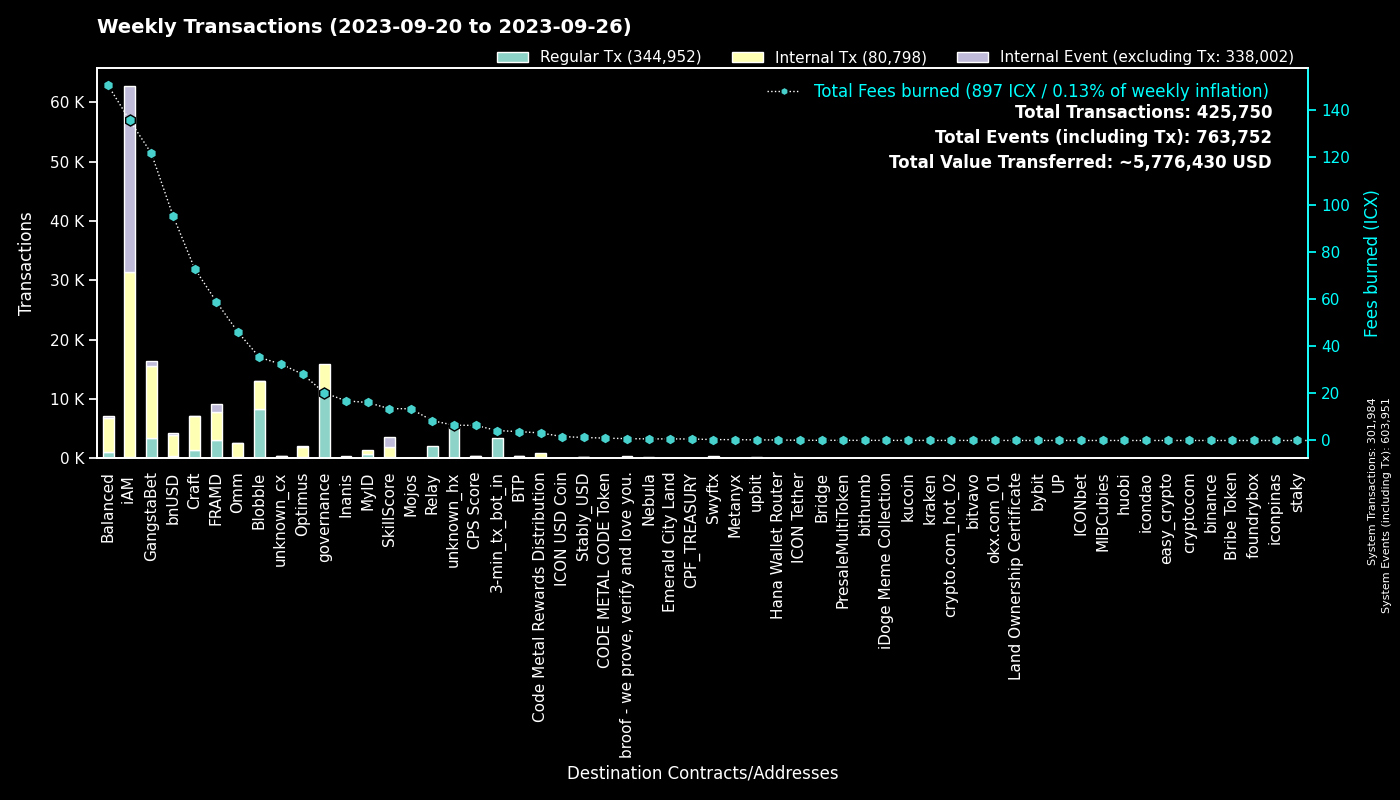 Weekly Transactions (2023-09-20 to 2023-09-26)
Regular Tx (344,952)
Internal Tx (80,798)
Internal Event (excluding Tx: 338,002)
Total Fees burned (897 ICX / 0.13% of weekly inflation)
Total Transactions: 425,750
Total Events (including Tx): 763,752
Total Value Transferred: ~5,776,430 USD
Transactions
60 K
50 K
40 K
30 K
20 K
10 K
0 K
140
120
100
80
60
40
20
0
Fees burned (ICX)
System Transactions: 301,984
System Events (including Tx): 603,951
Balanced
iAM
GangstaBet
bnUSD
Craft
FRAMD
Omm
Blobble
unknown_cx
Optimus
governance
Inanis
MyID
SkillScore
Mojos
Relay
unknown_hx
CPS Score
3-min_tx_bot_in
BTP
Code Metal Rewards Distribution
ICON USD Coin
Stably_USD
CODE METAL CODE Token
broof - we prove, verify and love you.
Nebula
Emerald City Land
CPF_TREASURY
Swyftx
Metanyx
upbit
Hana Wallet Router
ICON Tether
Bridge
PresaleMultiToken
bithumb
iDoge Meme Collection
kucoin
kraken
crypto.com_hot_02
bitvavo
okx.com_01
Land Ownership Certificate
bybit
UP
ICONbet
MIBCubies
huobi
icondao
easy_crypto
cryptocom
binance
Bribe Token
foundrybox
iconpinas
staky
Destination Contracts/Addresses